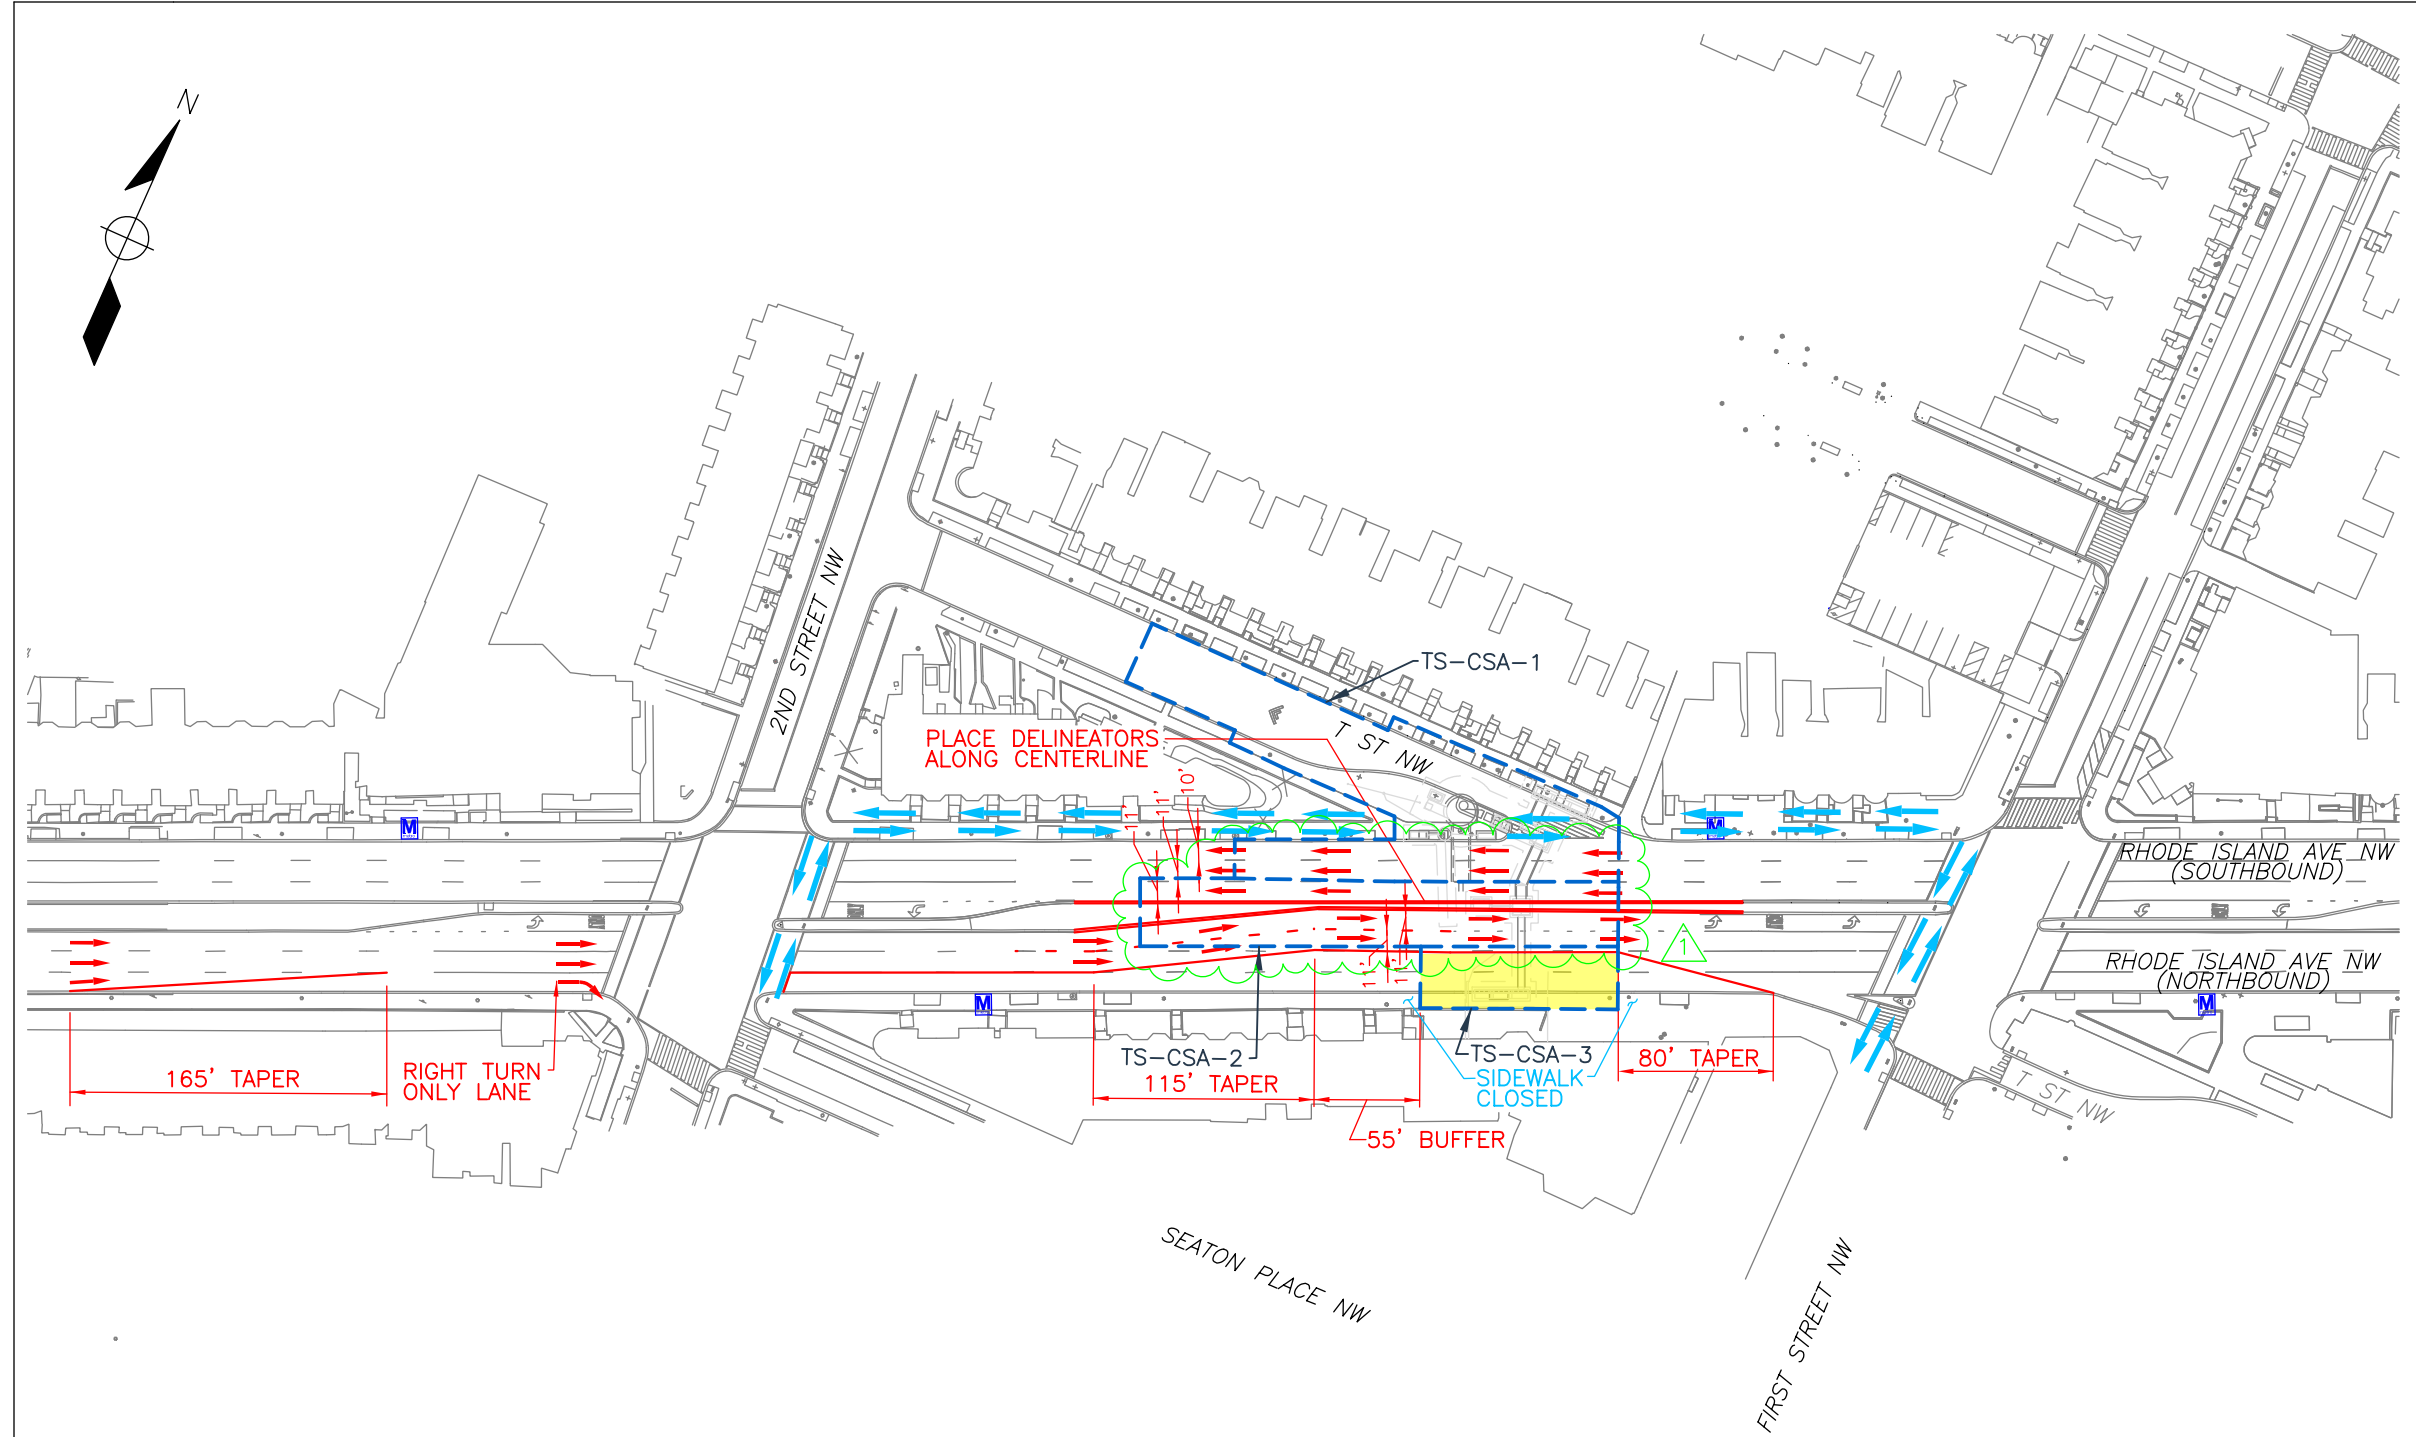 N
2ND STREET NW
TS-CSA-1
T ST NW
PLACE DELINEATORS
ALONG CENTERLINE
11'
11'
10'
M
M
RHODE ISLAND AVE NW
(SOUTHBOUND)
1
RHODE ISLAND AVE NW
(NORTHBOUND)
11'
11'
M
M
165' TAPER
RIGHT TURN
ONLY LANE
TS-CSA-2
115' TAPER
TS-CSA-3
SIDEWALK
CLOSED
80' TAPER
T ST NW
55' BUFFER
SEATON PLACE NW
FIRST STREET NW